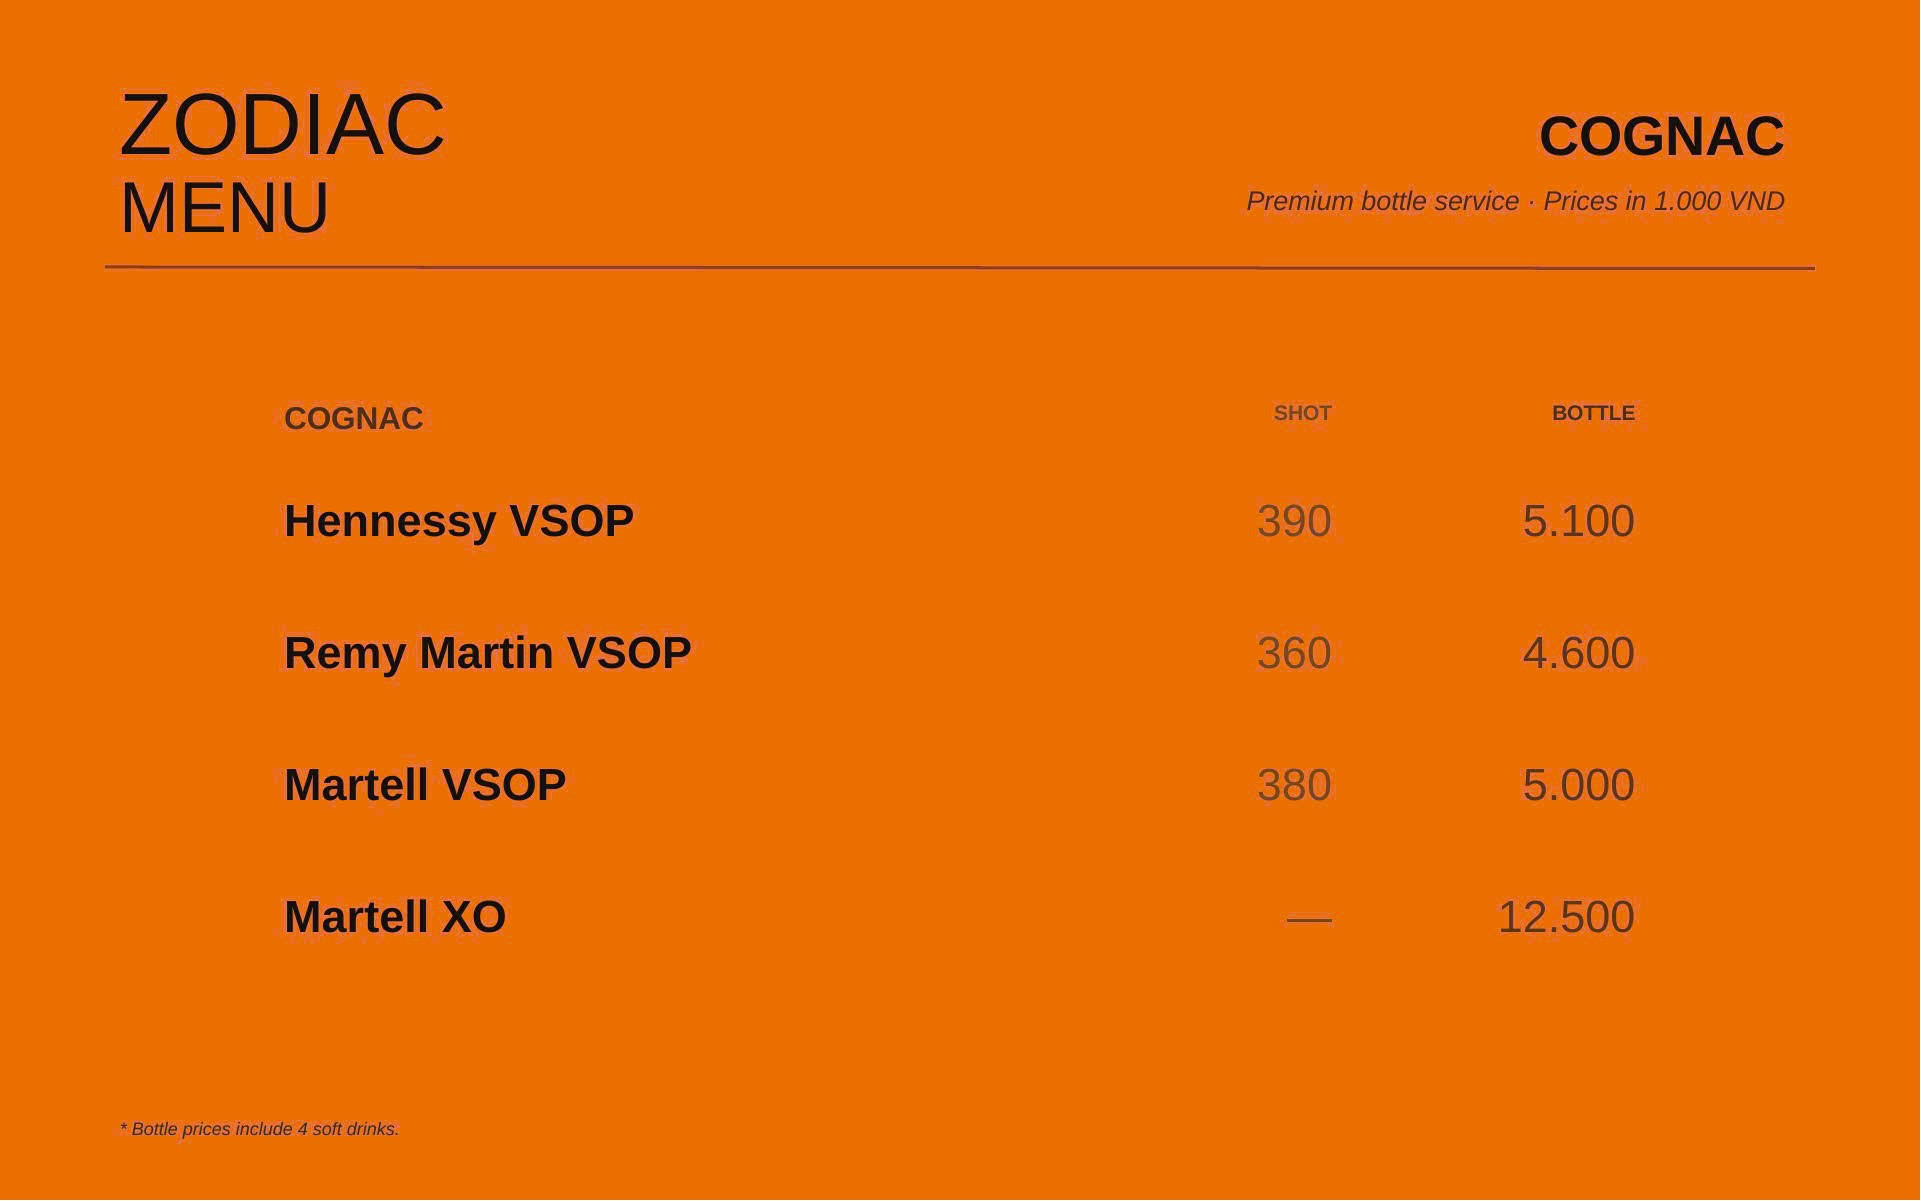 ZODIAC
MENU
COGNAC
Premium bottle service · Prices in 1.000 VND
COGNAC SHOT BOTTLE
Hennessy VSOP 390 5.100
Remy Martin VSOP 360 4.600
Martell VSOP 380 5.000
Martell XO — 12.500
* Bottle prices include 4 soft drinks.